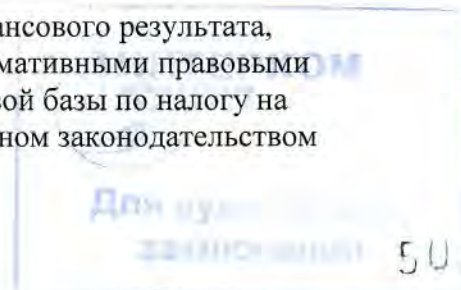 ансового результата,
мативными правовыми
вой базы по налогу на
ном законодательством
Для
50